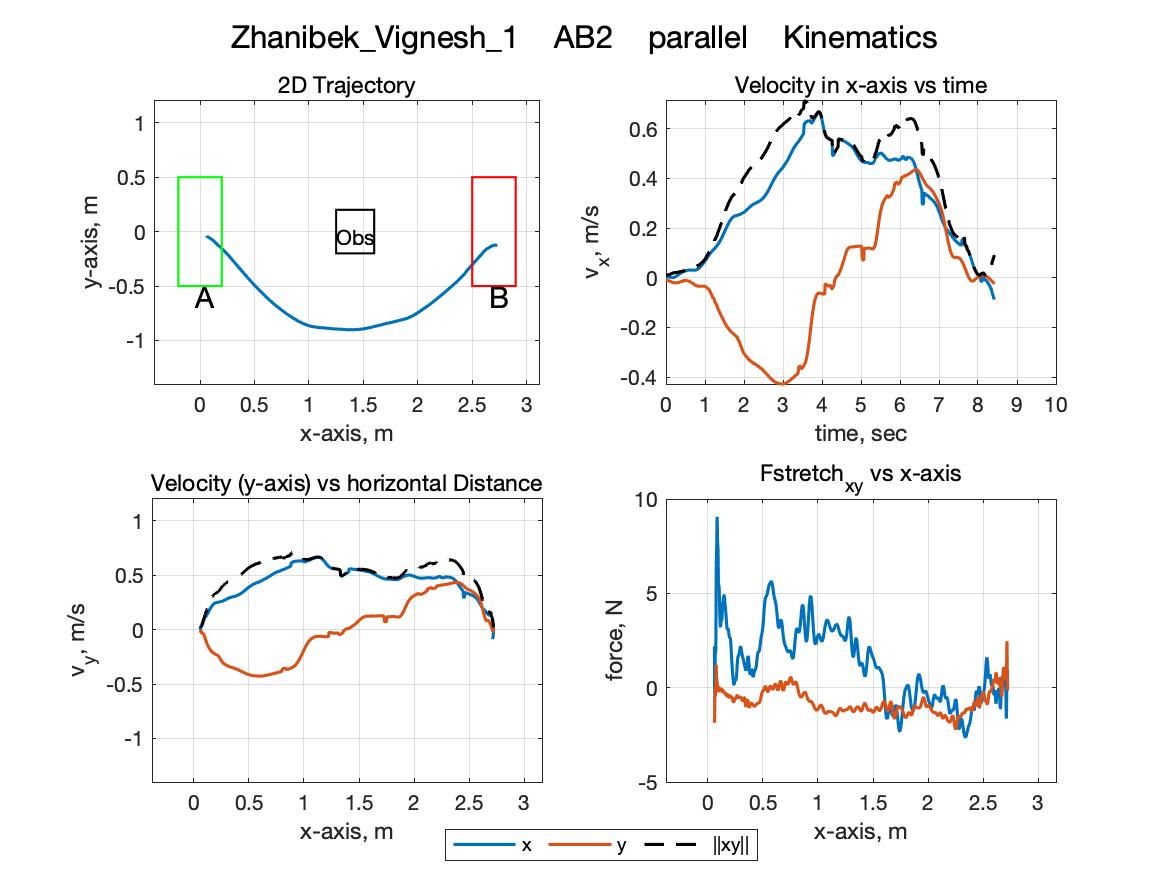 Zhanibek_Vignesh_1 AB2 parallel Kinematics
2D Trajectory
1
0.5
0
-0.5
-1
y-axis, m
Obs
A
B
0 0.5 1 1.5 2 2.5 3
x-axis, m
Velocity in x-axis vs time
0.6
0.4
0.2
0
-0.2
-0.4
v_x, m/s
0 1 2 3 4 5 6 7 8 9 10
time, sec
Velocity (y-axis) vs horizontal Distance
1
0.5
0
-0.5
-1
v_y, m/s
0 0.5 1 1.5 2 2.5 3
x-axis, m
Fstretch_xy vs x-axis
10
5
0
-5
force, N
0 0.5 1 1.5 2 2.5 3
x-axis, m
x y ||xy||